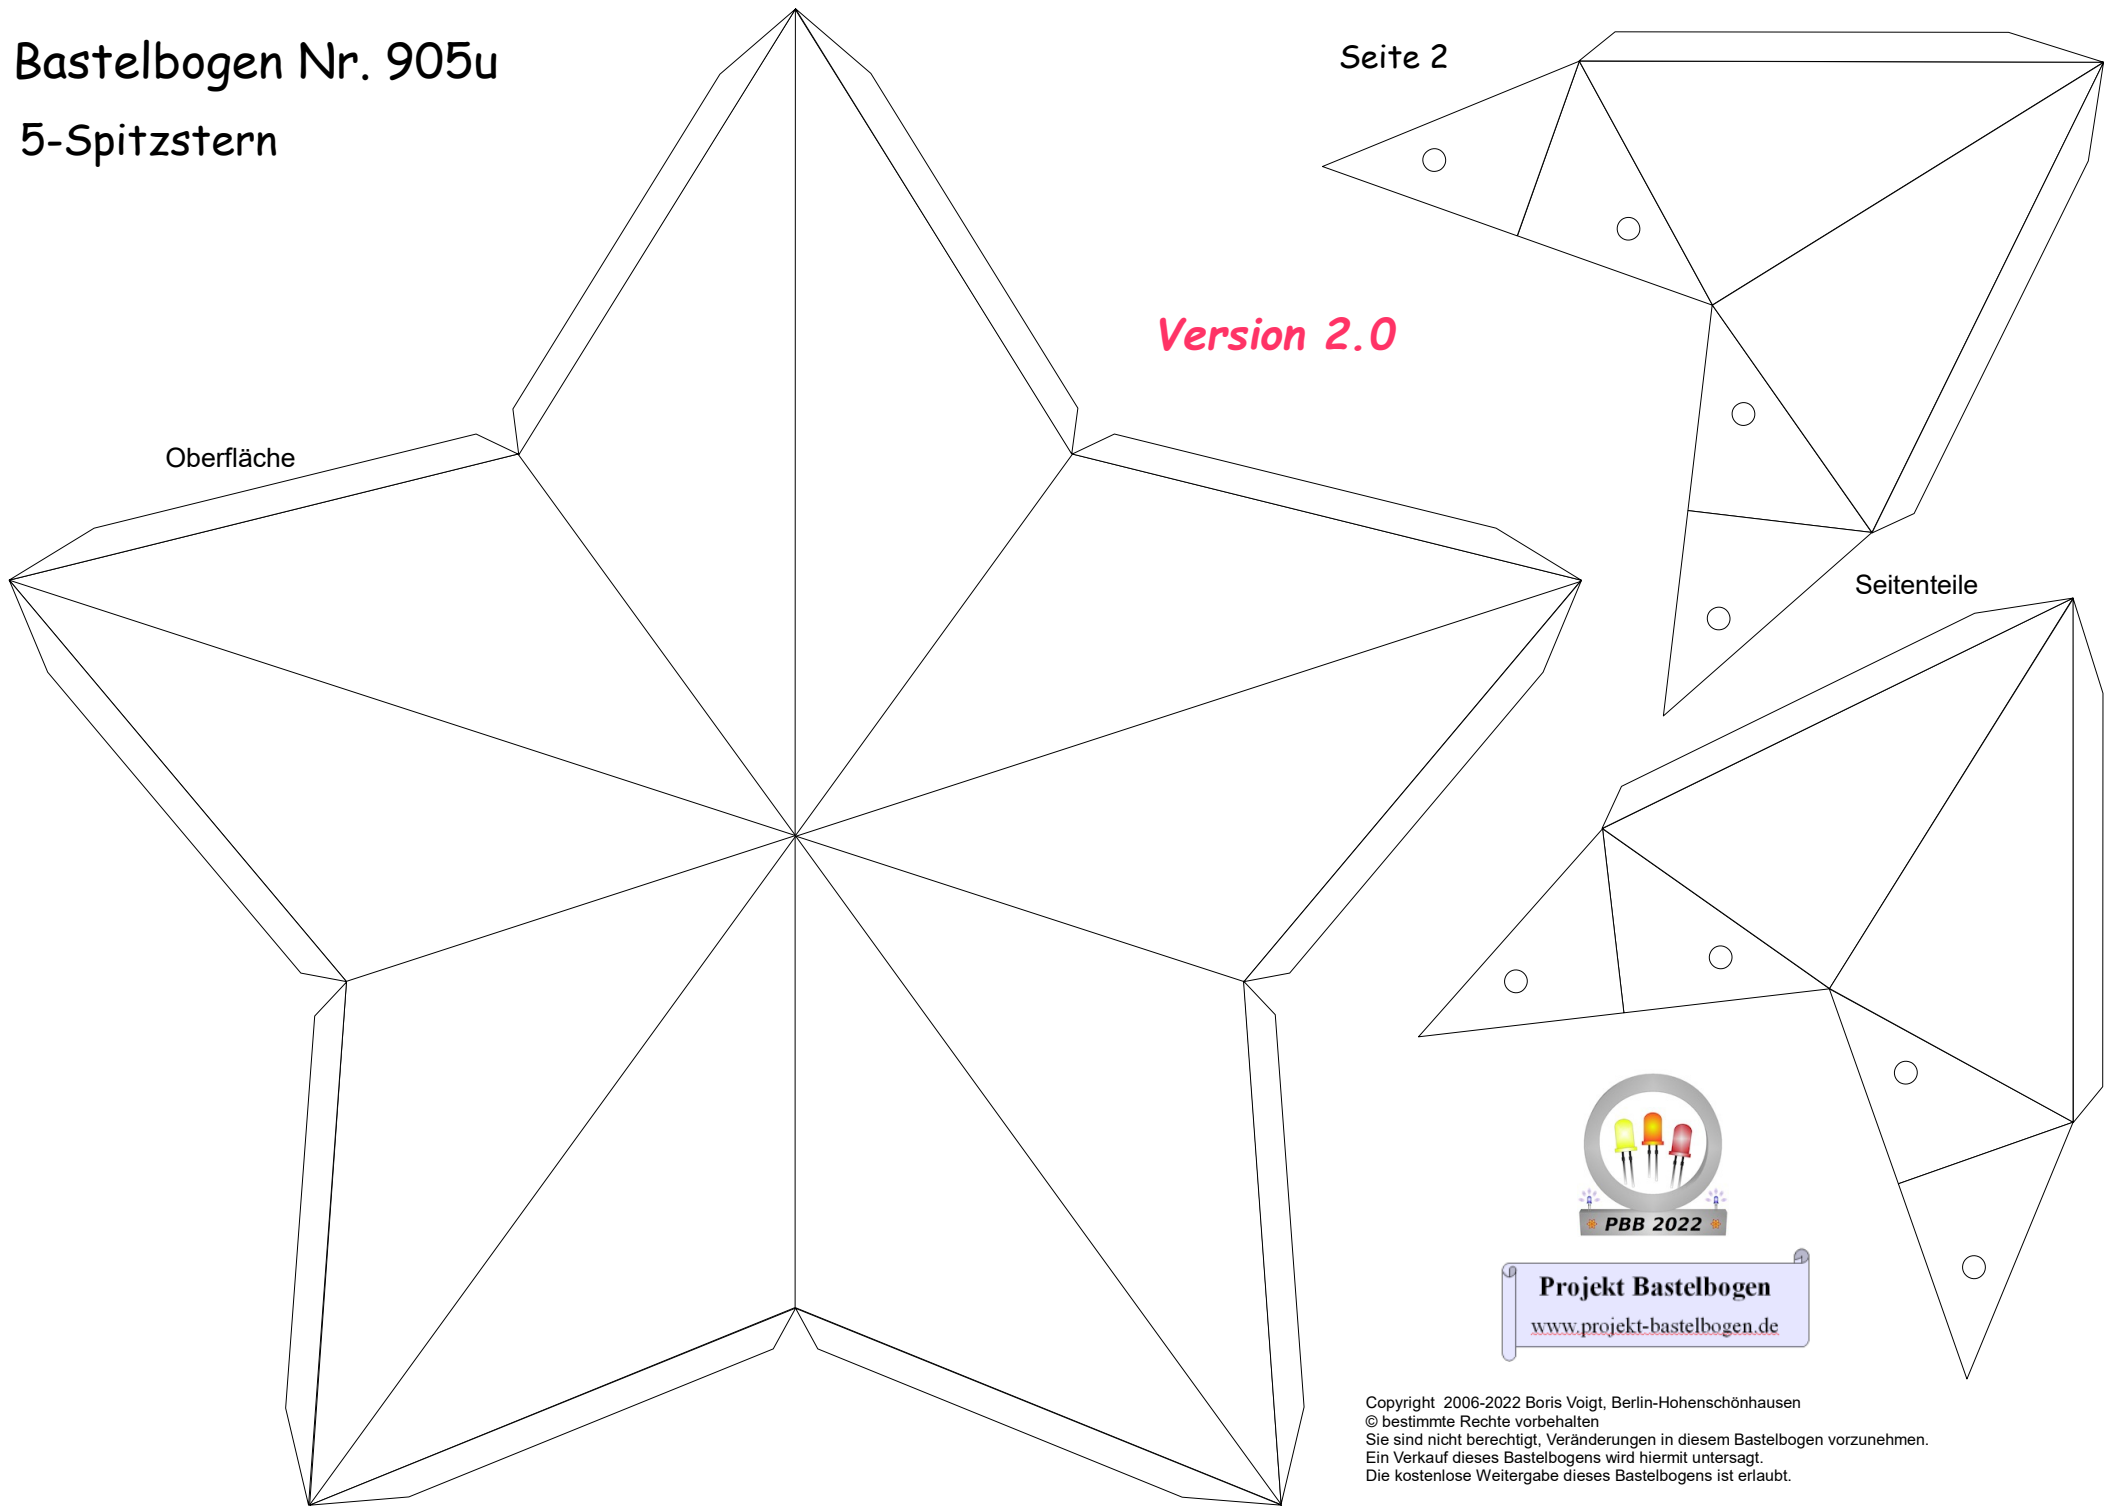 Bastelbogen Nr. 905u
5-Spitzstern
Seite 2
Version 2.0
Oberfläche
Seitenteile
PBB 2022
Projekt Bastelbogen
www.projekt-bastelbogen.de
Copyright  2006-2022 Boris Voigt, Berlin-Hohenschönhausen
© bestimmte Rechte vorbehalten
Sie sind nicht berechtigt, Veränderungen in diesem Bastelbogen vorzunehmen.
Ein Verkauf dieses Bastelbogens wird hiermit untersagt.
Die kostenlose Weitergabe dieses Bastelbogens ist erlaubt.